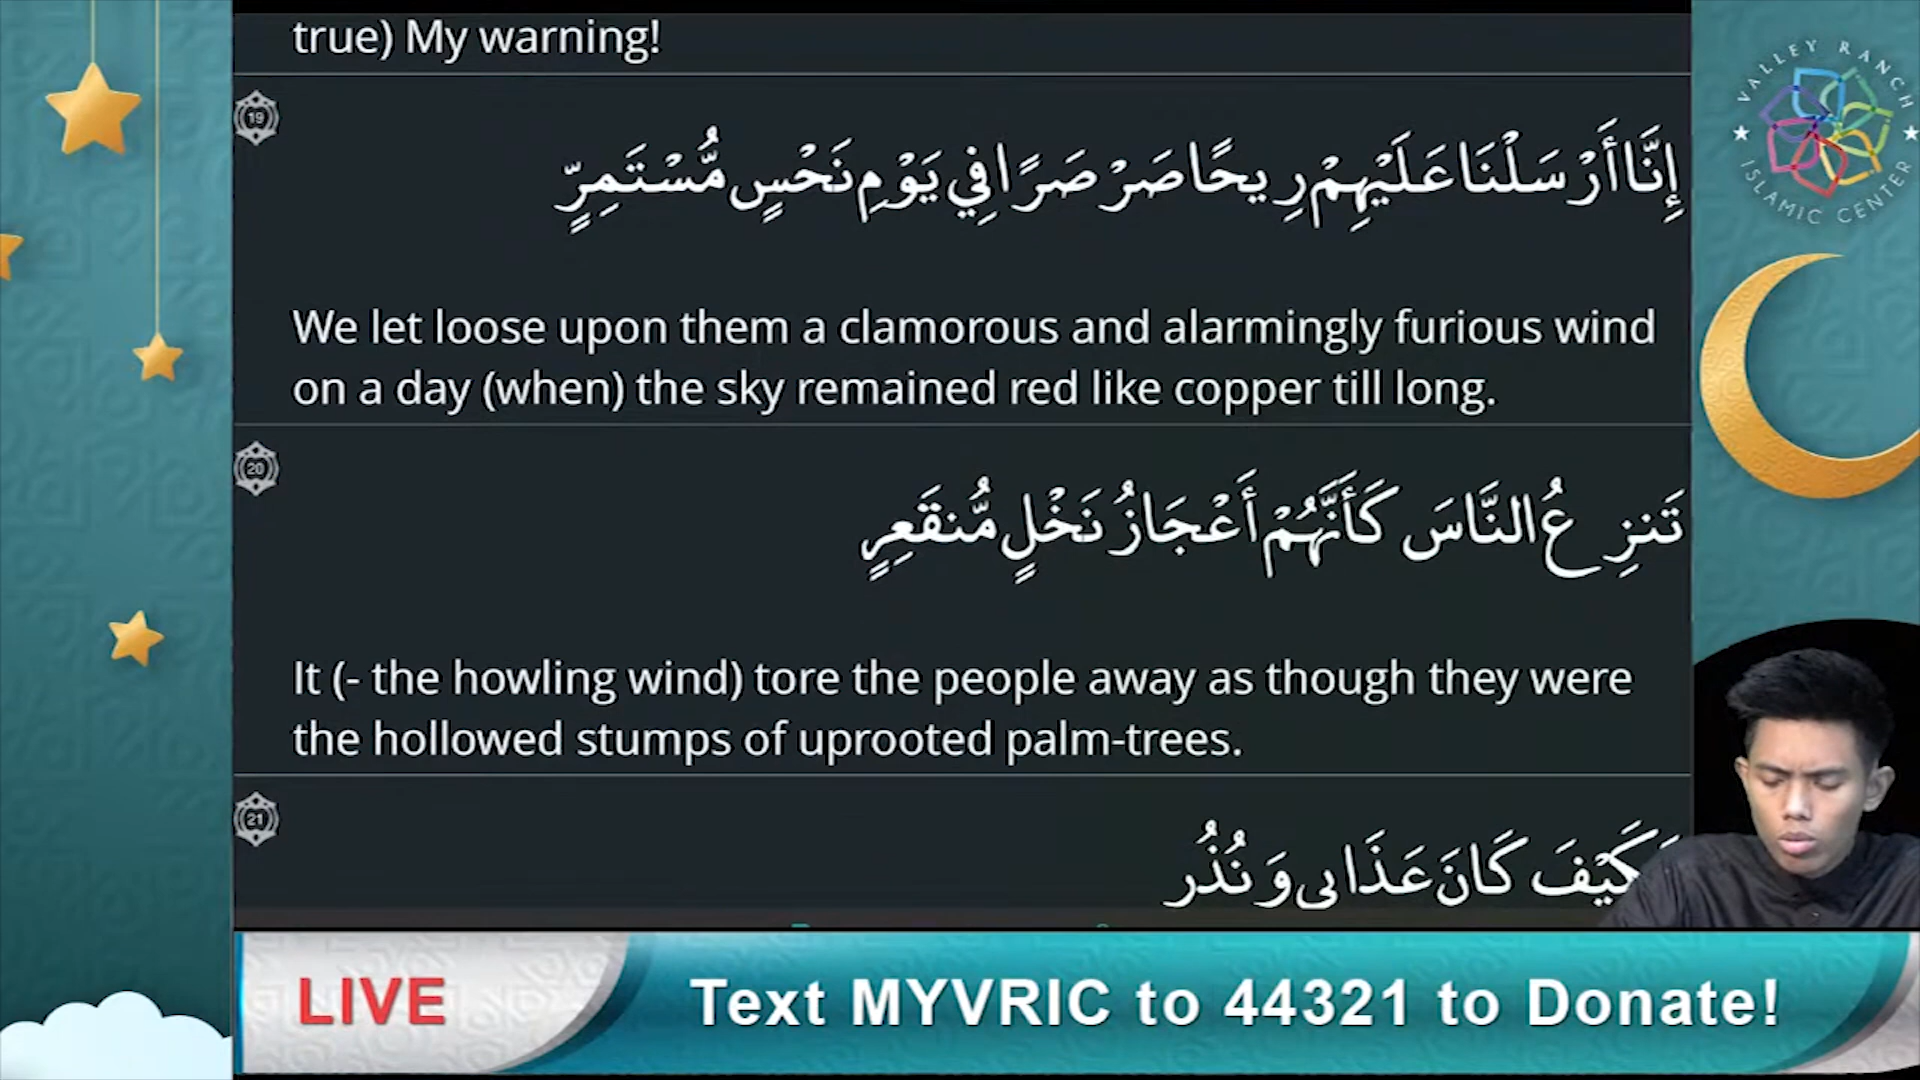 true) My warning!
VALLEY RANCH
ISLAMIC CENTER
19
إِنَّا أَرْسَلْنَا عَلَيْهِمْ رِيحًا صَرْصَرًا فِي يَوْمِ نَحْسٍ مُّسْتَمِرٍّ
We let loose upon them a clamorous and alarmingly furious wind
on a day (when) the sky remained red like copper till long.
20
تَنزِعُ النَّاسَ كَأَنَّهُمْ أَعْجَازُ نَخْلٍ مُّنقَعِرٍ
It (- the howling wind) tore the people away as though they were
the hollowed stumps of uprooted palm-trees.
21
كَيْفَ كَانَ عَذَابِى وَنُذُرِ
LIVE
Text MYVRIC to 44321 to Donate!